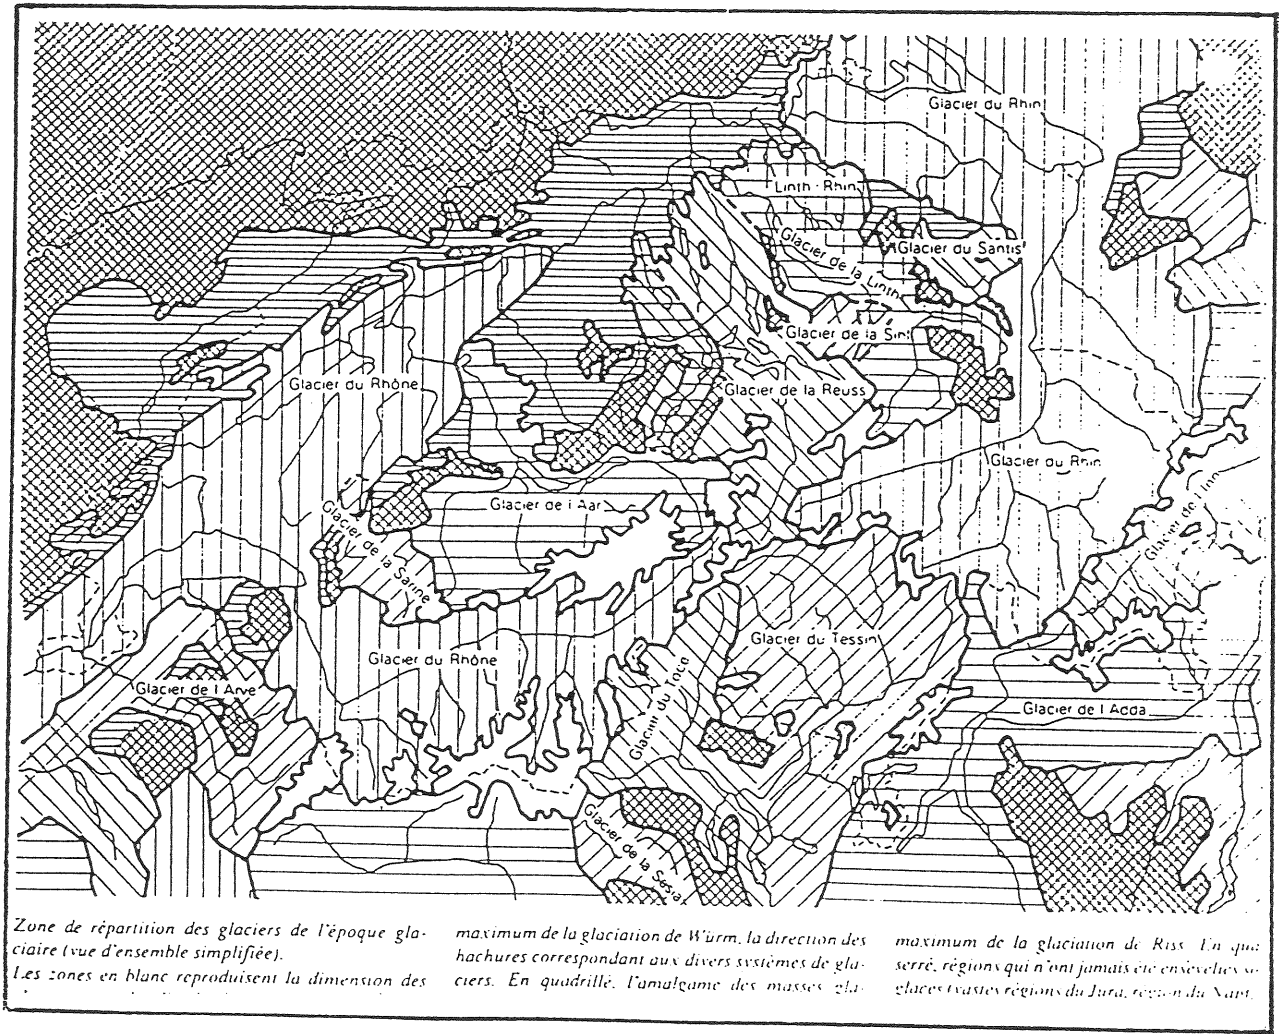 Glacier du Rhin
Linth-Rhin
Glacier du Säntis
Glacier de la Linth
Glacier de la
Glacier de la Reuss
Glacier du Rhône
Glacier du Rhin
Glacier de l'Aar
Glacier de la Sarine
Glacier de
Glacier du Tessin
Glacier du Rhône
Glacier du Toce
Glacier de l'Arve
Glacier de l'Adda
Glacier de la Sesia
Zone de répartition des glaciers de l'époque gla-
ciaire (vue d'ensemble simplifiée).
Les zones en blanc reproduisent la dimension des
maximum de la glaciation de Würm, la direction des
hachures correspondant aux divers systèmes de gla-
ciers. En quadrillé, l'amalgame des masses gla-
maximum de la glaciation de Riss. En qua
serré, régions qui n'ont jamais été ensevelies
glaces (vastes régions du Jura, région du Napf,